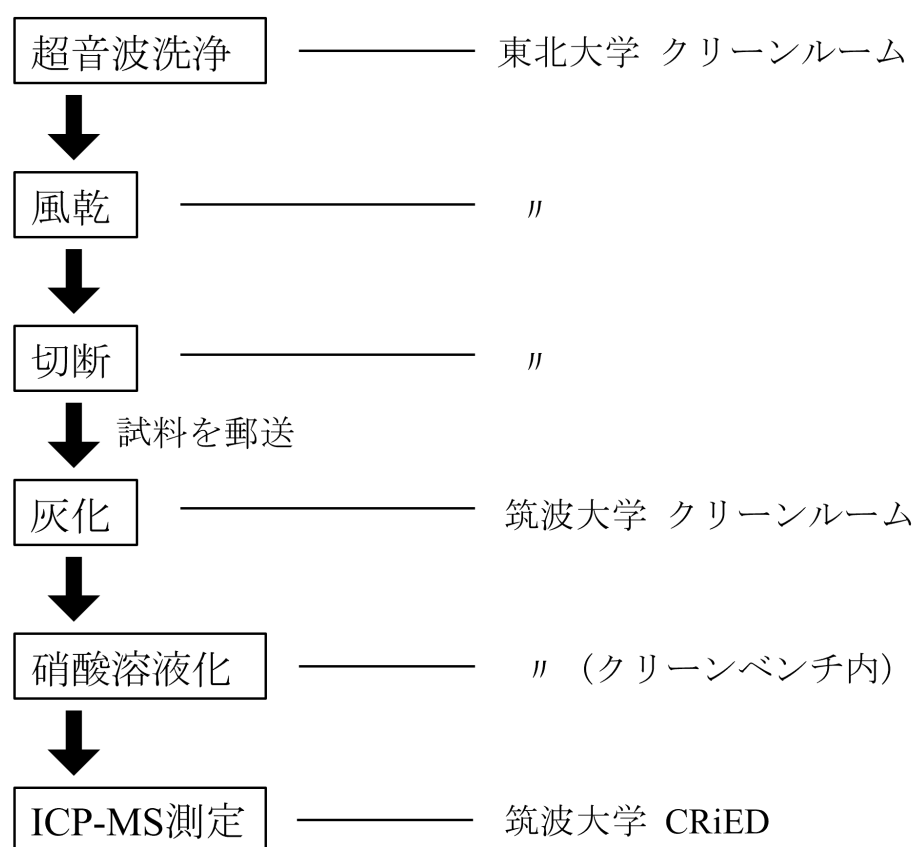 超音波洗浄 東北大学 クリーンルーム
風乾 〃
切断 〃
試料を郵送
灰化 筑波大学 クリーンルーム
硝酸溶液化 〃（クリーンベンチ内）
ICP-MS測定 筑波大学 CRiED